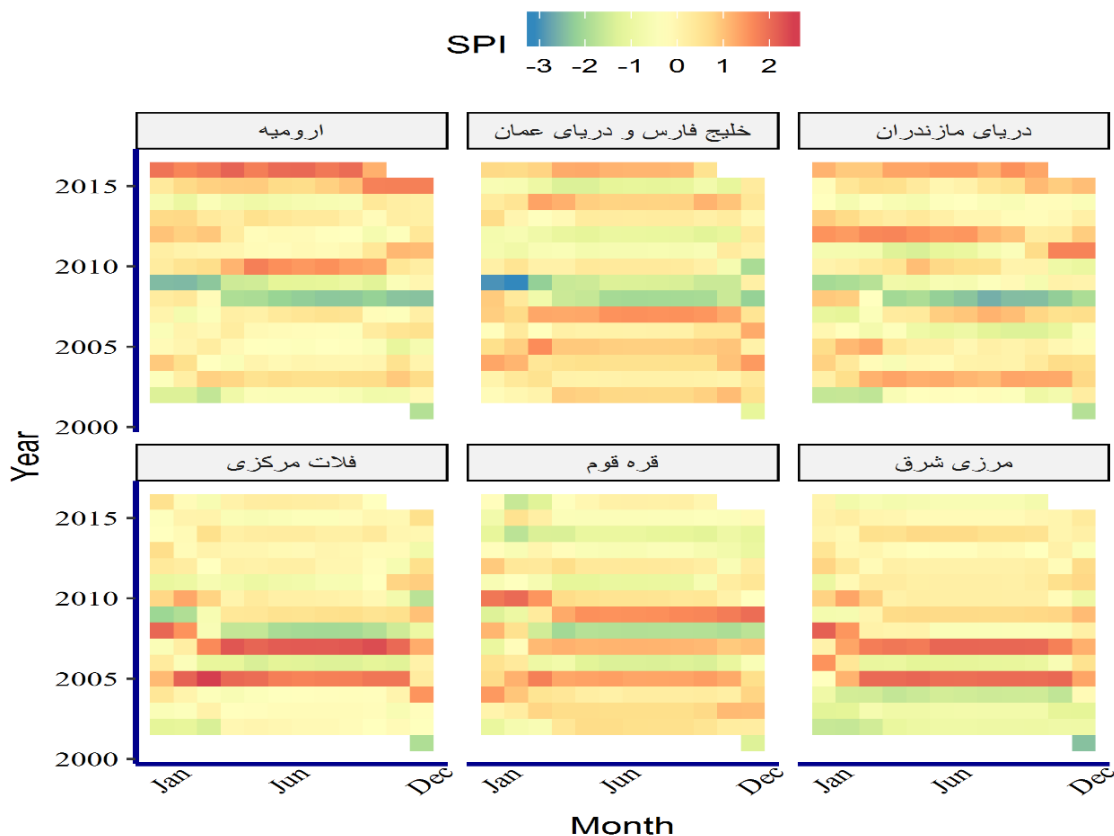 SPI
-3 -2 -1 0 1 2
ارومیه
خلیج فارس و دریای عمان
دریای مازندران
2015
2010
2005
2000
فلات مرکزی
قره قوم
مرزی شرق
2015
2010
2005
2000
Year
Jan Jun Dec
Jan Jun Dec
Jan Jun Dec
Month